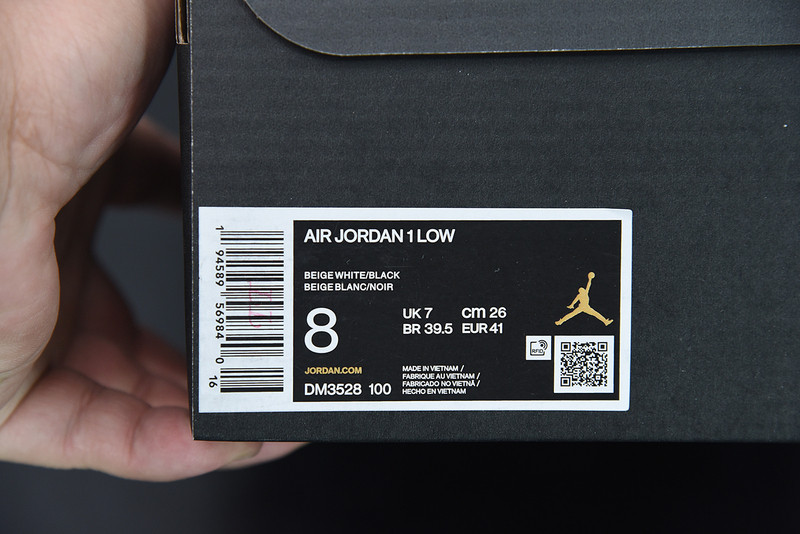 AIR JORDAN 1 LOW
BEIGE WHITE/BLACK
BEIGE BLANC/NOIR
8
UK 7 cm 26
BR 39.5 EUR 41
JORDAN.COM
DM3528 100
MADE IN VIETNAM /
FABRIQUE AU VIETNAM /
FABRICADO NO VIETNÃ /
HECHO EN VIETNAM
RFID
1 94589 56984 0 16